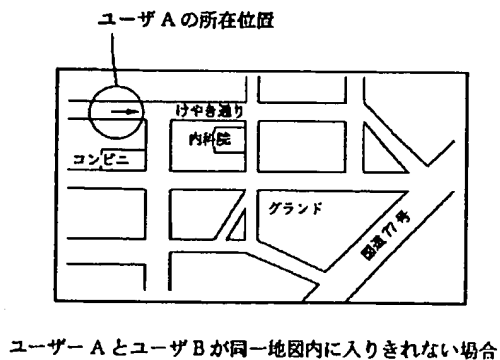 ユーザAの所在位置
けやき通り
内科院
コンビニ
グランド
国道77号
ユーザーAとユーザBが同一地図内に入りきれない場合